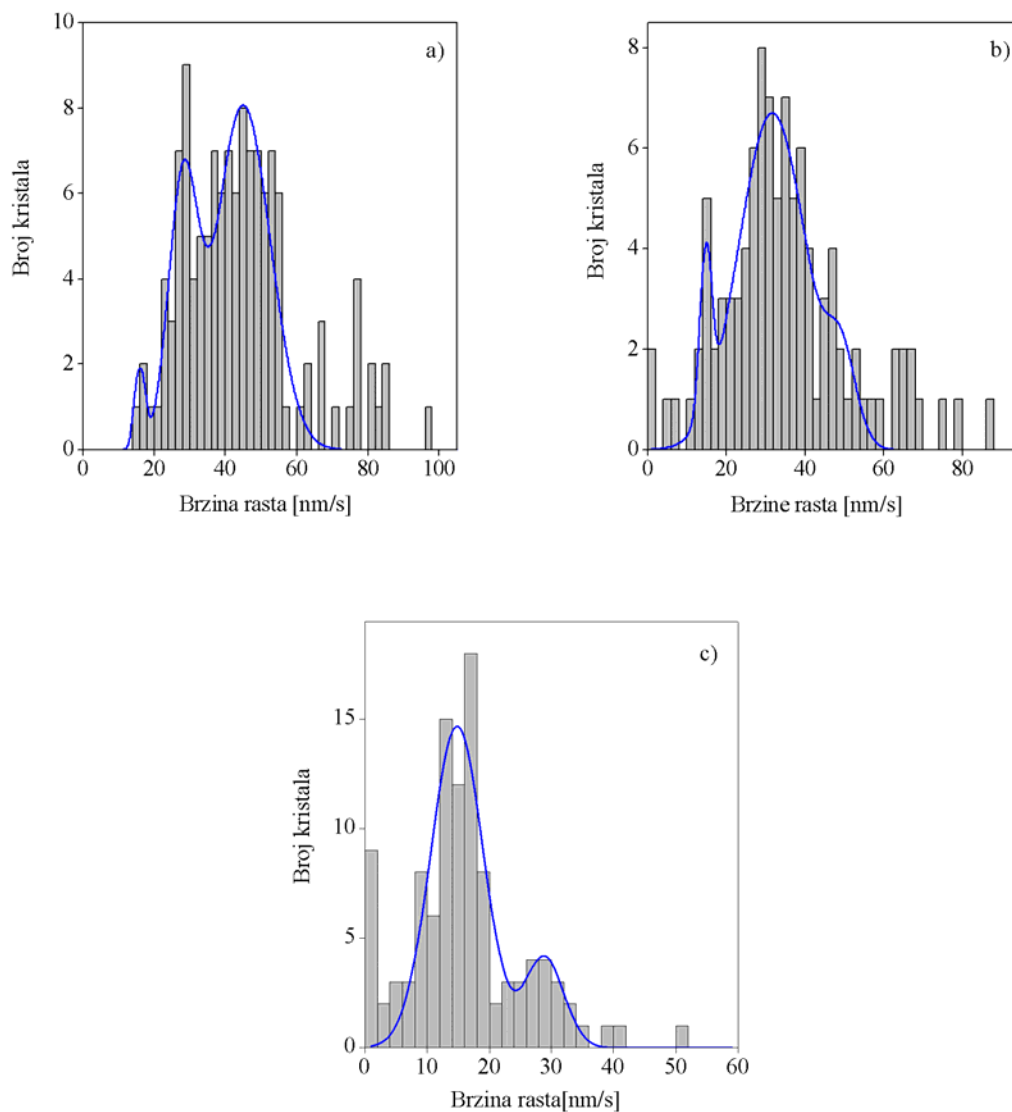 a)
Broj kristala
10
8
6
4
2
0
0 20 40 60 80 100
Brzina rasta [nm/s]
b)
Broj kristala
8
6
4
2
0
0 20 40 60 80
Brzine rasta [nm/s]
c)
Broj kristala
15
10
5
0
0 10 20 30 40 50 60
Brzina rasta[nm/s]